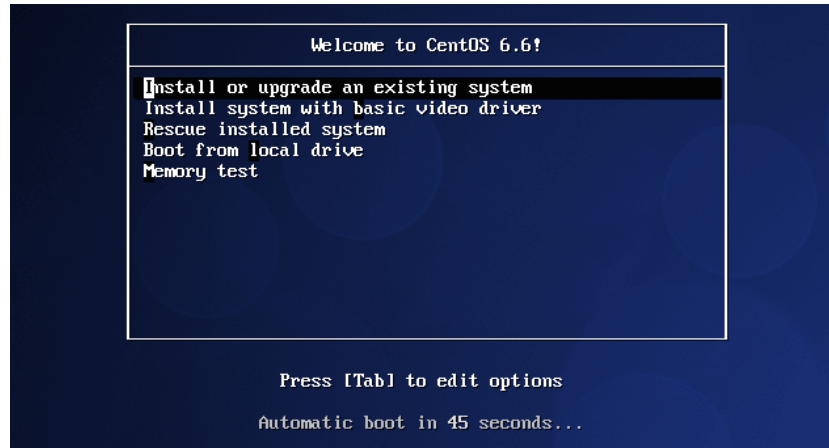 Welcome to CentOS 6.6!
Install or upgrade an existing system
Install system with basic video driver
Rescue installed system
Boot from local drive
Memory test
Press [Tab] to edit options
Automatic boot in 45 seconds...